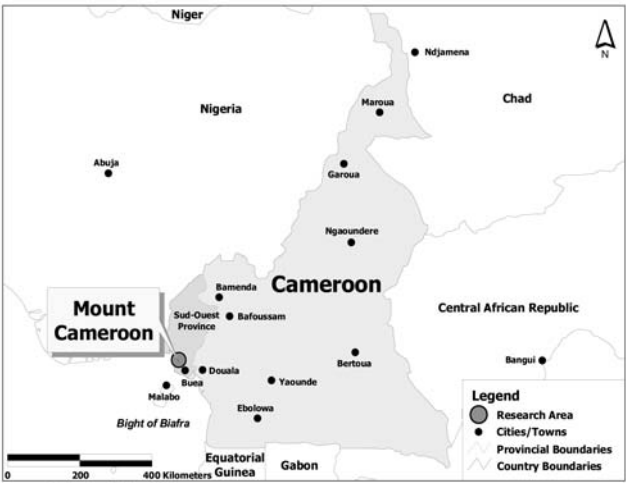 Niger
N
Ndjamena
Chad
Maroua
Nigeria
Abuja
Garoua
Ngaoundere
Bamenda
Cameroon
Mount
Cameroon
Sud-Ouest
Province
Bafoussam
Central African Republic
Bertoua
Bangui
Douala
Buea
Yaounde
Malabo
Ebolowa
Bight of Biafra
Equatorial
Guinea
Gabon
Legend
Research Area
Cities/Towns
Provincial Boundaries
Country Boundaries
0 200 400 Kilometers